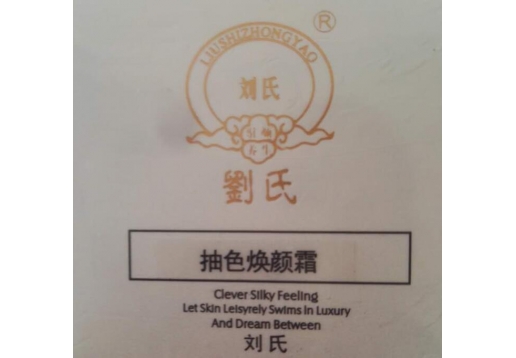 ®
LIUSHIZHONGYAO
刘氏
劉氏
抽色焕颜霜
Clever Silky Feeling
Let Skin Leisyrely Swims In Luxury
And Dream Between
刘氏